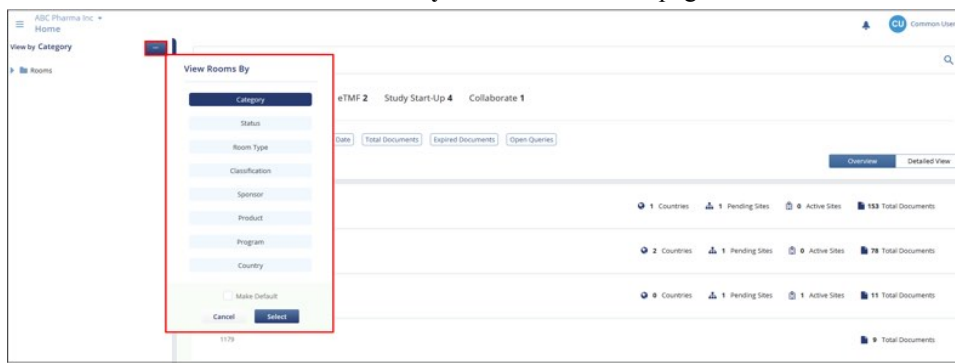 ABC Pharma Inc
Home
CU Common User
View by Category
Rooms
View Rooms By
Category
Status
Room Type
Classification
Sponsor
Product
Program
Country
Make Default
Cancel Select
eTMF 2 Study Start-Up 4 Collaborate 1
Date Total Documents Expired Documents Open Queries
Overview Detailed View
1 Countries 1 Pending Sites 0 Active Sites 153 Total Documents
2 Countries 1 Pending Sites 0 Active Sites 78 Total Documents
0 Countries 1 Pending Sites 1 Active Sites 11 Total Documents
1179 9 Total Documents